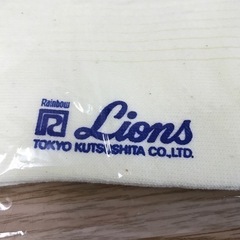 Rainbow
R Lions
TOKYO KUTSUSHITA CO.,LTD.